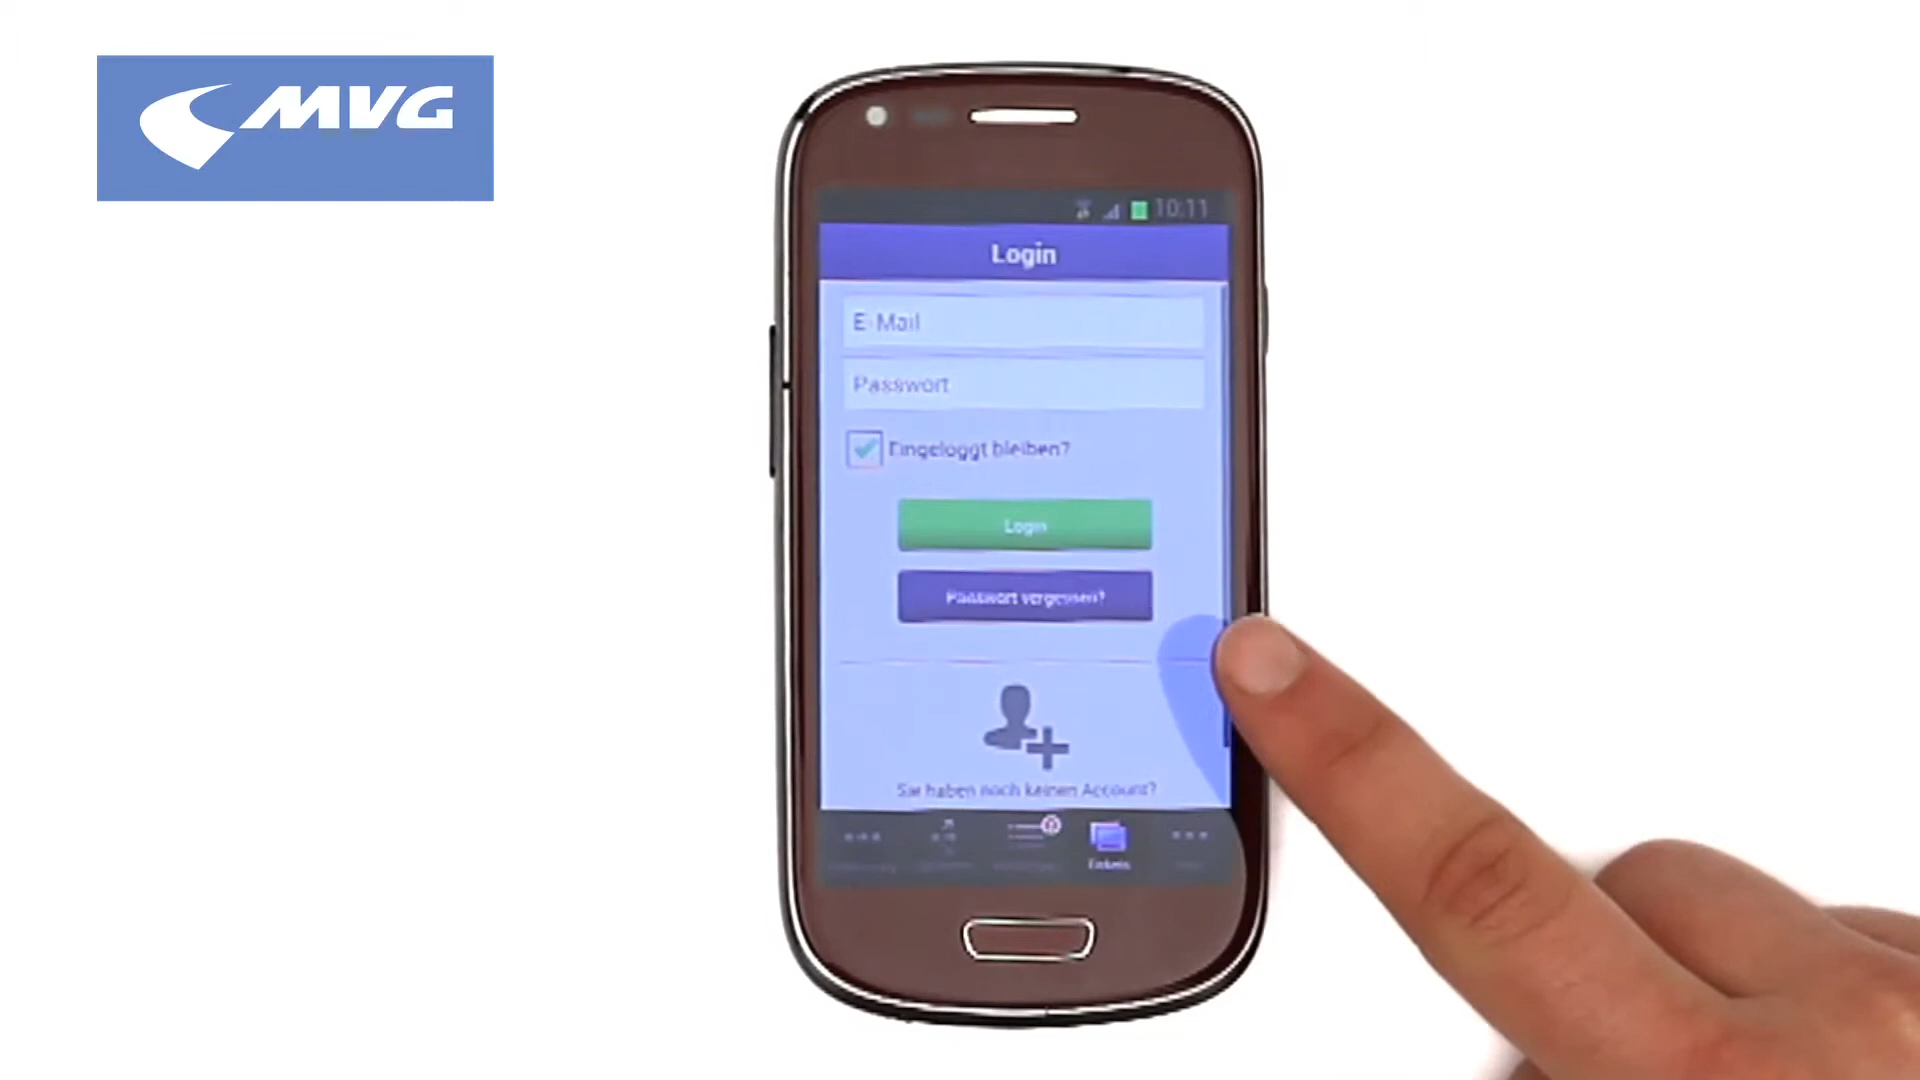 MVG
10:11
Login
E-Mail
Passwort
Eingeloggt bleiben?
Login
Passwort vergessen?
Sie haben noch keinen Account?
Tickets